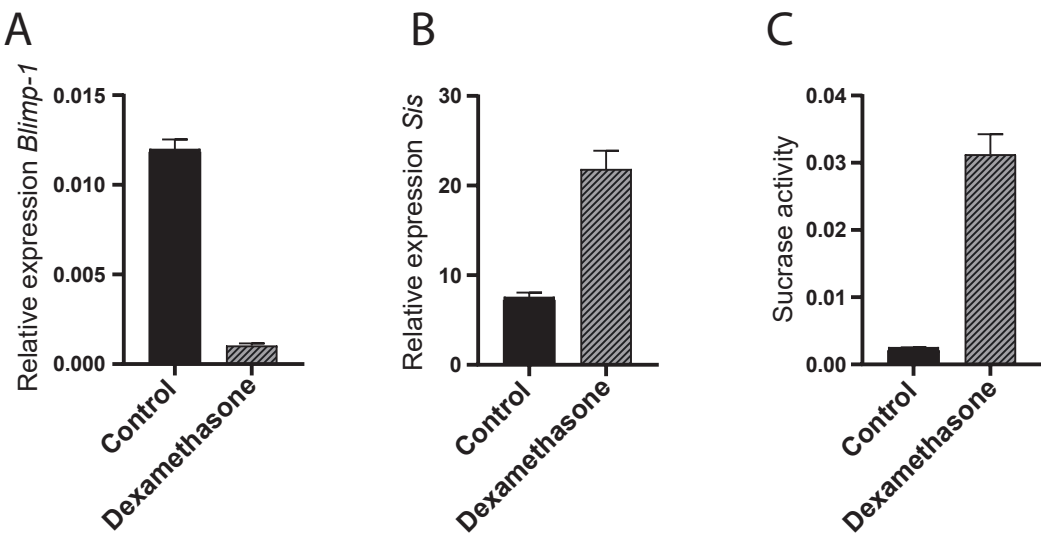 A
Relative expression Blimp-1
0.015
0.010
0.005
0.000
Control
Dexamethasone
B
Relative expression Sis
30
20
10
0
Control
Dexamethasone
C
Sucrase activity
0.04
0.03
0.02
0.01
0.00
Control
Dexamethasone